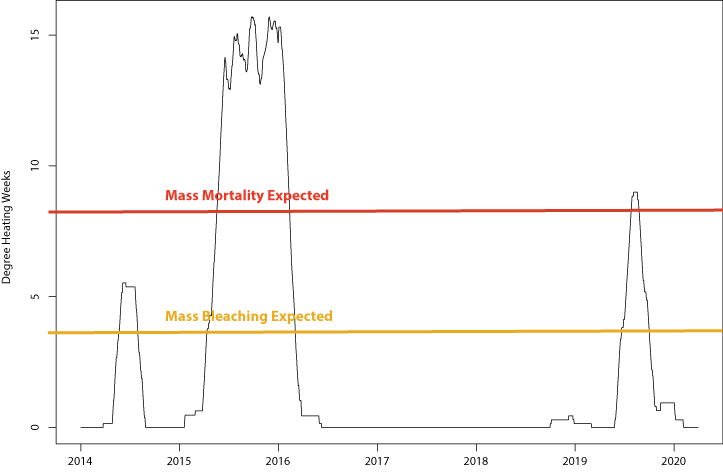 15
10
5
0
Degree Heating Weeks
Mass Mortality Expected
Mass Bleaching Expected
2014 2015 2016 2017 2018 2019 2020